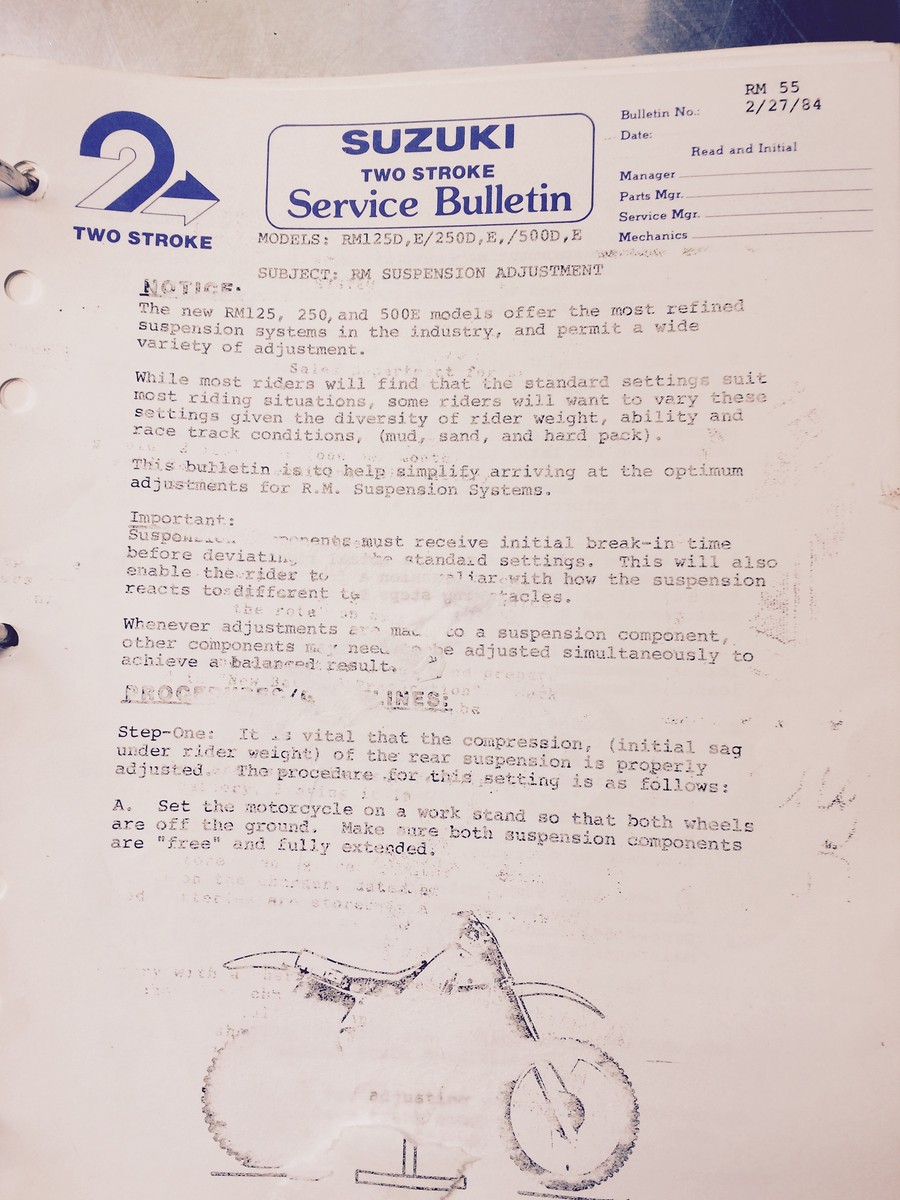 RM 55
Bulletin No.: 2/27/84
Date:
Read and Initial
Manager
Parts Mgr.
Service Mgr.
Mechanics
2
TWO STROKE
SUZUKI
TWO STROKE
Service Bulletin
MODELS: RM125D,E/250D,E,/500D,E
SUBJECT: RM SUSPENSION ADJUSTMENT
NOTICE:
The new RM125, 250,and 500E models offer the most refined
suspension systems in the industry, and permit a wide
variety of adjustment.
While most riders will find that the standard settings suit
most riding situations, some riders will want to vary these
settings given the diversity of rider weight, ability and
race track conditions, (mud, sand, and hard pack).
This bulletin is to help simplify arriving at the optimum
adjustments for R.M. Suspension Systems.
Important:
must receive initial break-in time
before standard settings. This will also
enable the rider to with how the suspension
reacts to different
Whenever adjustments are to a suspension component,
other components may need to be adjusted simultaneously to
achieve a balanced result.
Step-One: It is vital that the compression, (initial sag
under rider weight) of the rear suspension is properly
adjusted. The procedure for this setting is as follows:
A. Set the motorcycle on a work stand so that both wheels
are off the ground. Make sure both suspension components
are "free" and fully extended.